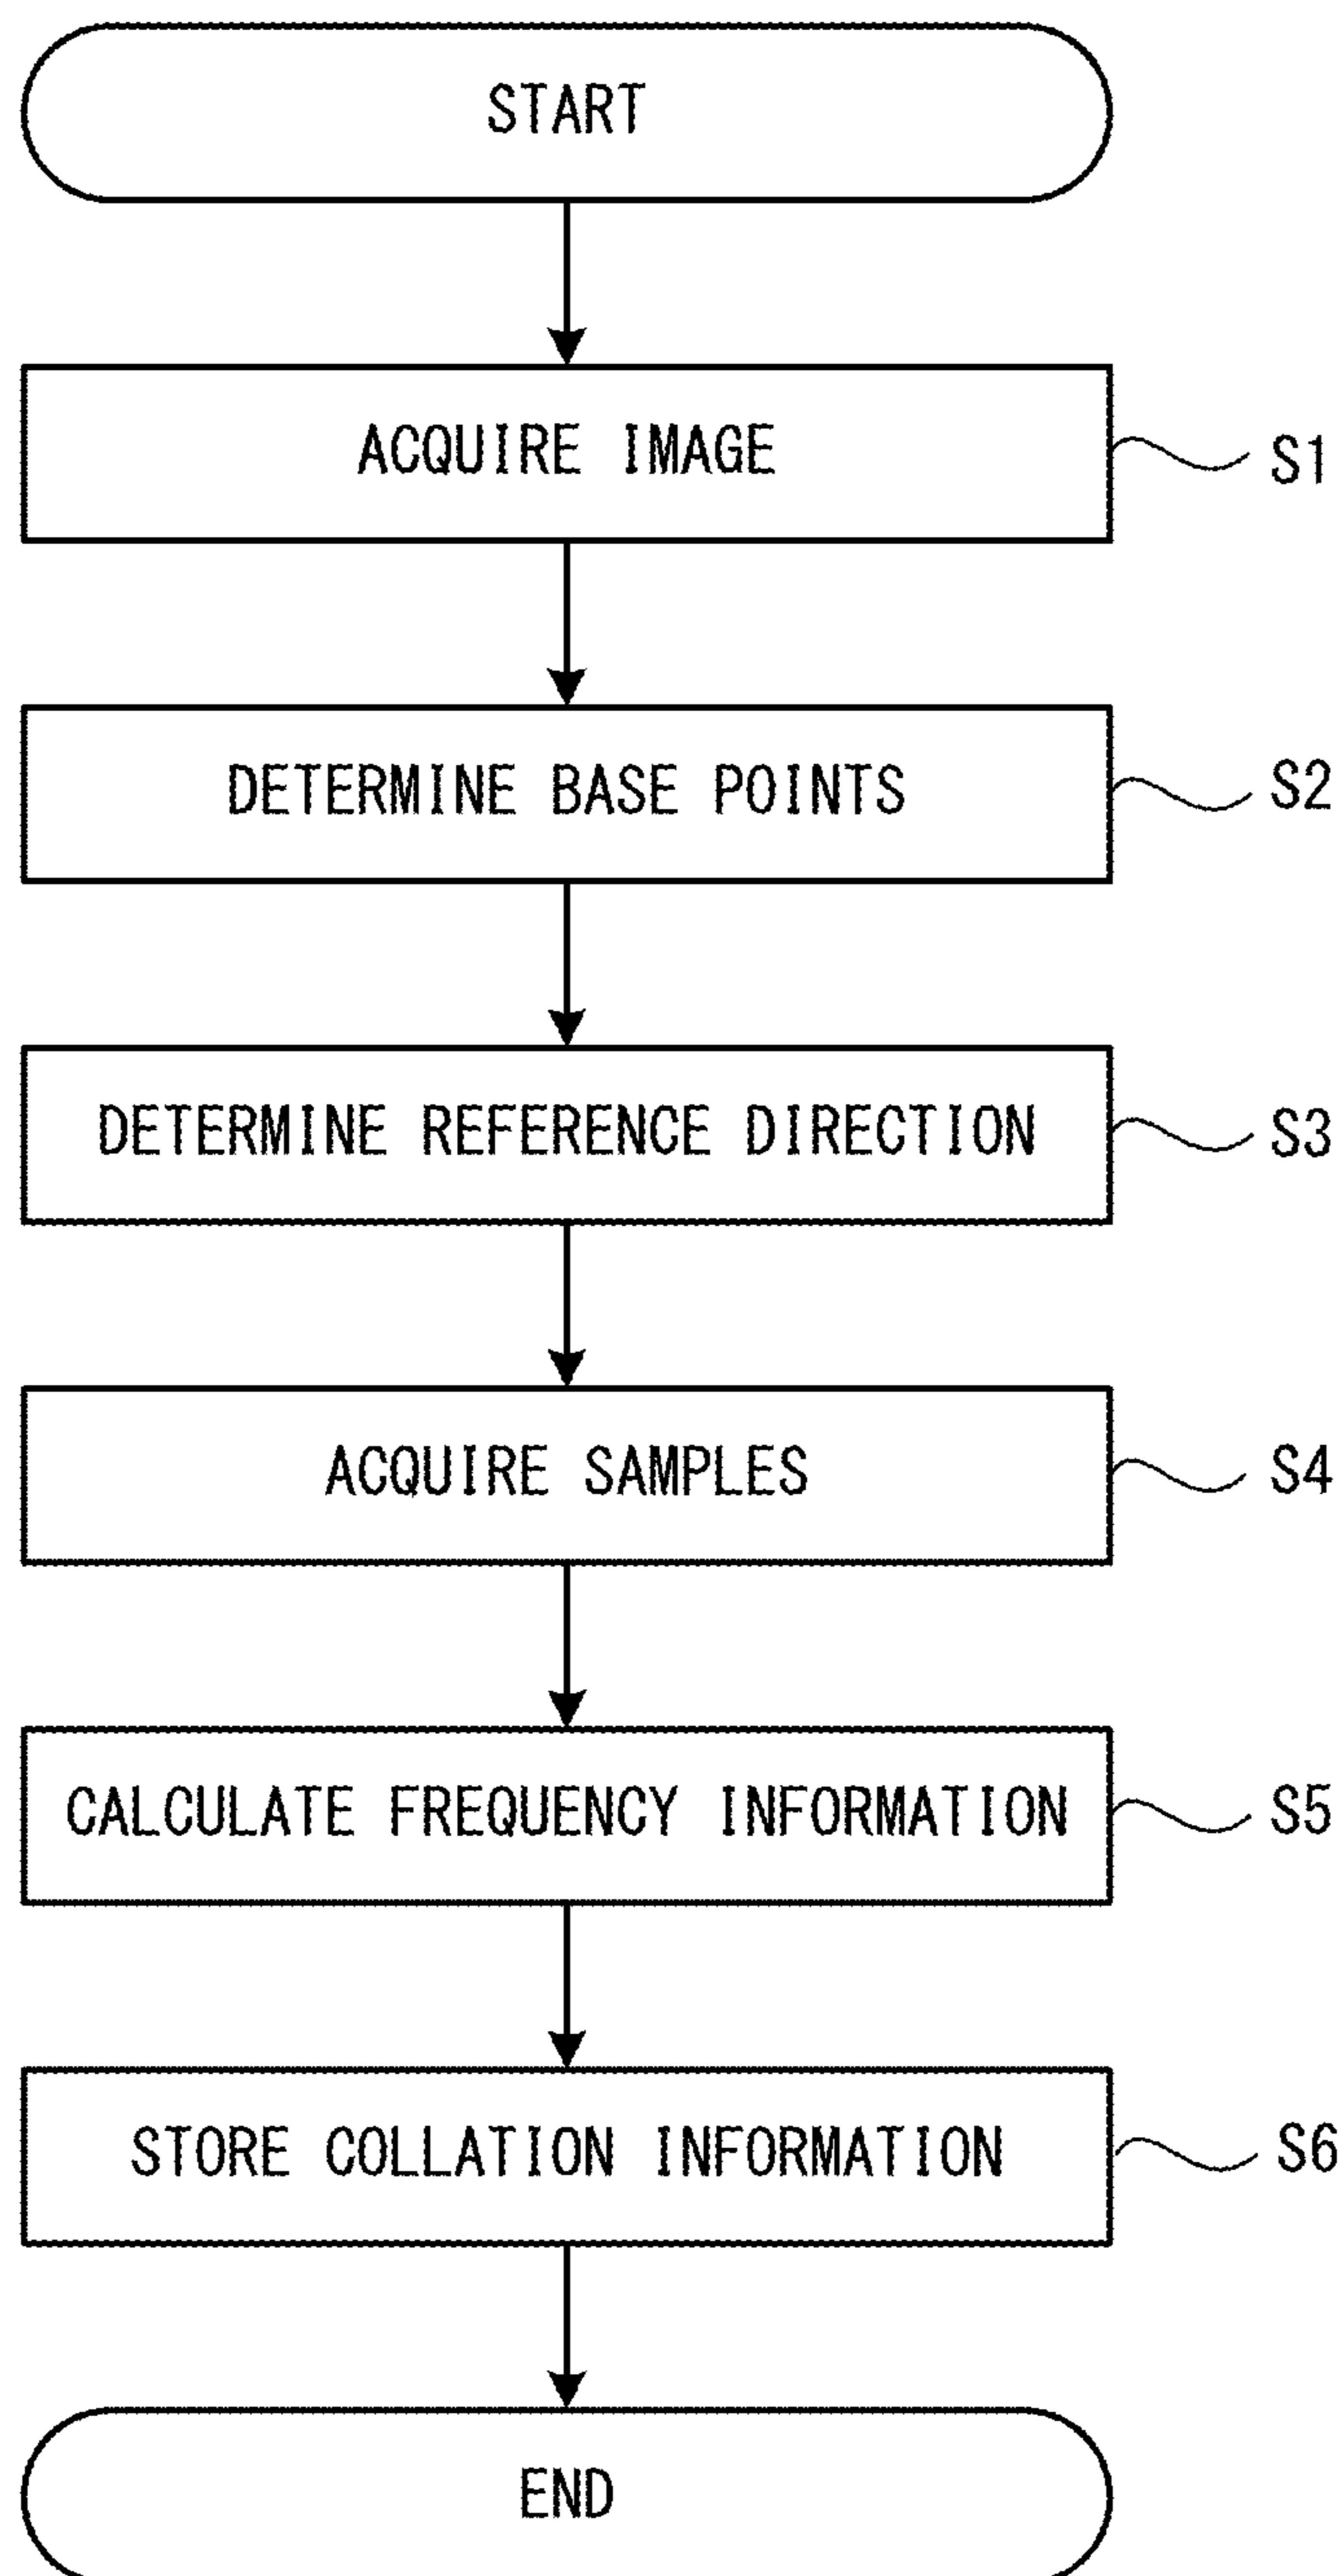 START
ACQUIRE IMAGE S1
DETERMINE BASE POINTS S2
DETERMINE REFERENCE DIRECTION S3
ACQUIRE SAMPLES S4
CALCULATE FREQUENCY INFORMATION S5
STORE COLLATION INFORMATION S6
END